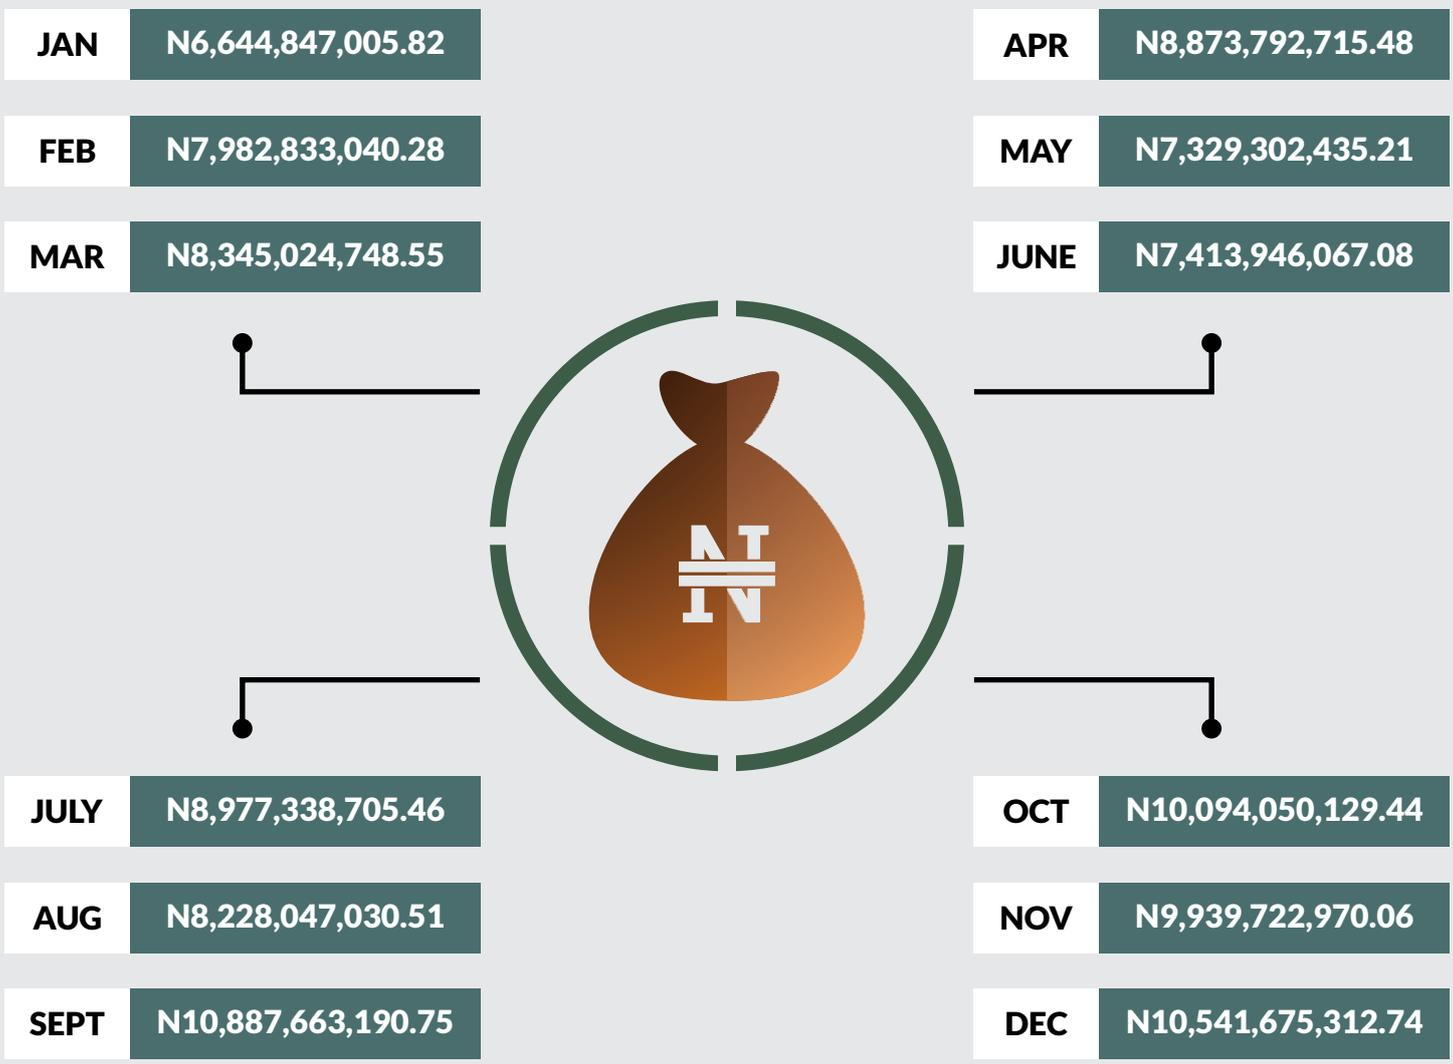 JAN N6,644,847,005.82
FEB N7,982,833,040.28
MAR N8,345,024,748.55
APR N8,873,792,715.48
MAY N7,329,302,435.21
JUNE N7,413,946,067.08
₦
JULY N8,977,338,705.46
AUG N8,228,047,030.51
SEPT N10,887,663,190.75
OCT N10,094,050,129.44
NOV N9,939,722,970.06
DEC N10,541,675,312.74